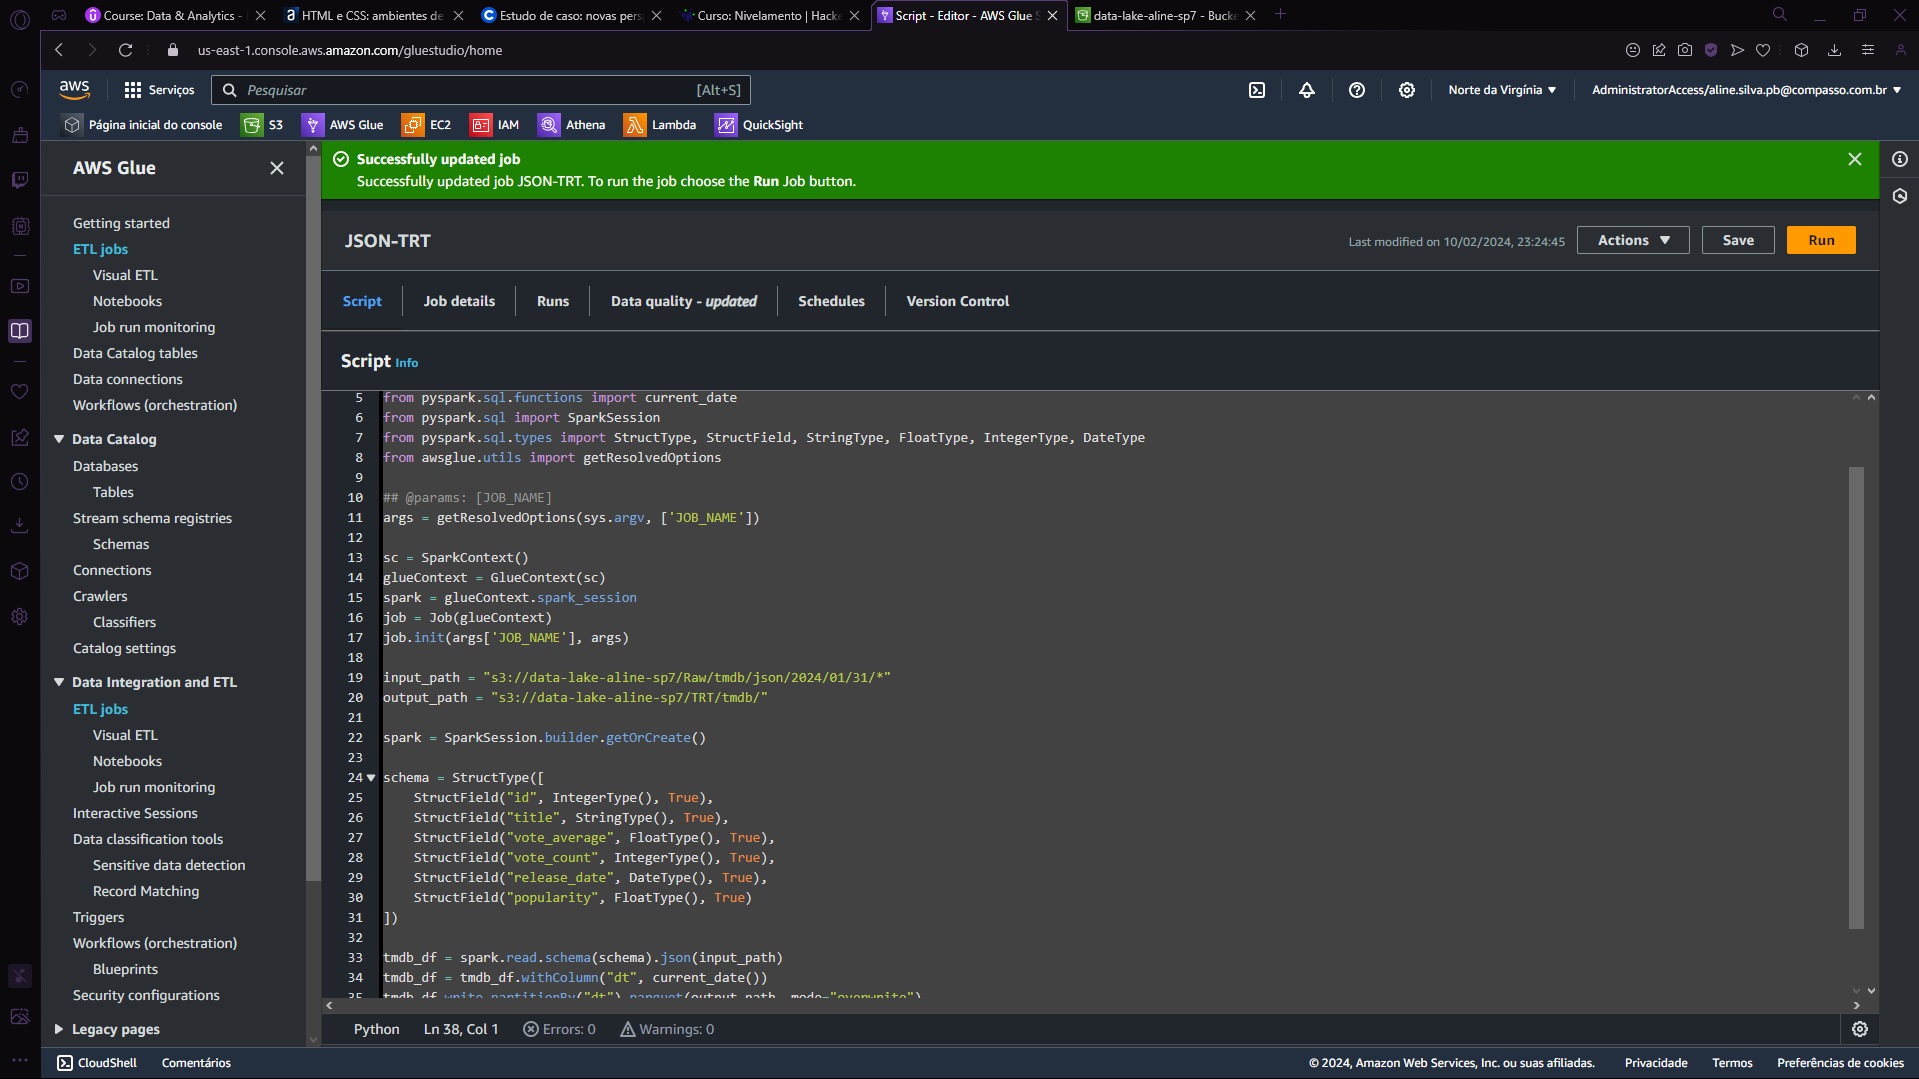 Course: Data & Analytics -
HTML e CSS: ambientes de
Estudo de caso: novas persp
Curso: Nivelamento | Hacke
Script - Editor - AWS Glue S
data-lake-aline-sp7 - Bucke
us-east-1.console.aws.amazon.com/gluestudio/home
aws
Serviços
Pesquisar
[Alt+S]
Norte da Virgínia
AdministratorAccess/aline.silva.pb@compasso.com.br
Página inicial do console
S3
AWS Glue
EC2
IAM
Athena
Lambda
QuickSight
AWS Glue
Getting started
ETL jobs
Visual ETL
Notebooks
Job run monitoring
Data Catalog tables
Data connections
Workflows (orchestration)
Data Catalog
Databases
Tables
Stream schema registries
Schemas
Connections
Crawlers
Classifiers
Catalog settings
Data Integration and ETL
ETL jobs
Visual ETL
Notebooks
Job run monitoring
Interactive Sessions
Data classification tools
Sensitive data detection
Record Matching
Triggers
Workflows (orchestration)
Blueprints
Security configurations
Legacy pages
Successfully updated job
Successfully updated job JSON-TRT. To run the job choose the Run Job button.
JSON-TRT
Last modified on 10/02/2024, 23:24:45
Actions
Save
Run
Script
Job details
Runs
Data quality - updated
Schedules
Version Control
Script Info
5 from pyspark.sql.functions import current_date
6 from pyspark.sql import SparkSession
7 from pyspark.sql.types import StructType, StructField, StringType, FloatType, IntegerType, DateType
8 from awsglue.utils import getResolvedOptions
9
10 ## @params: [JOB_NAME]
11 args = getResolvedOptions(sys.argv, ['JOB_NAME'])
12
13 sc = SparkContext()
14 glueContext = GlueContext(sc)
15 spark = glueContext.spark_session
16 job = Job(glueContext)
17 job.init(args['JOB_NAME'], args)
18
19 input_path = "s3://data-lake-aline-sp7/Raw/tmdb/json/2024/01/31/*"
20 output_path = "s3://data-lake-aline-sp7/TRT/tmdb/"
21
22 spark = SparkSession.builder.getOrCreate()
23
24 schema = StructType([
25 StructField("id", IntegerType(), True),
26 StructField("title", StringType(), True),
27 StructField("vote_average", FloatType(), True),
28 StructField("vote_count", IntegerType(), True),
29 StructField("release_date", DateType(), True),
30 StructField("popularity", FloatType(), True)
31 ])
32
33 tmdb_df = spark.read.schema(schema).json(input_path)
34 tmdb_df = tmdb_df.withColumn("dt", current_date())
35 tmdb_df.write.partitionBy("dt").parquet(output_path, mode="overwrite")
Python
Ln 38, Col 1
Errors: 0
Warnings: 0
CloudShell
Comentários
© 2024, Amazon Web Services, Inc. ou suas afiliadas.
Privacidade
Termos
Preferências de cookies